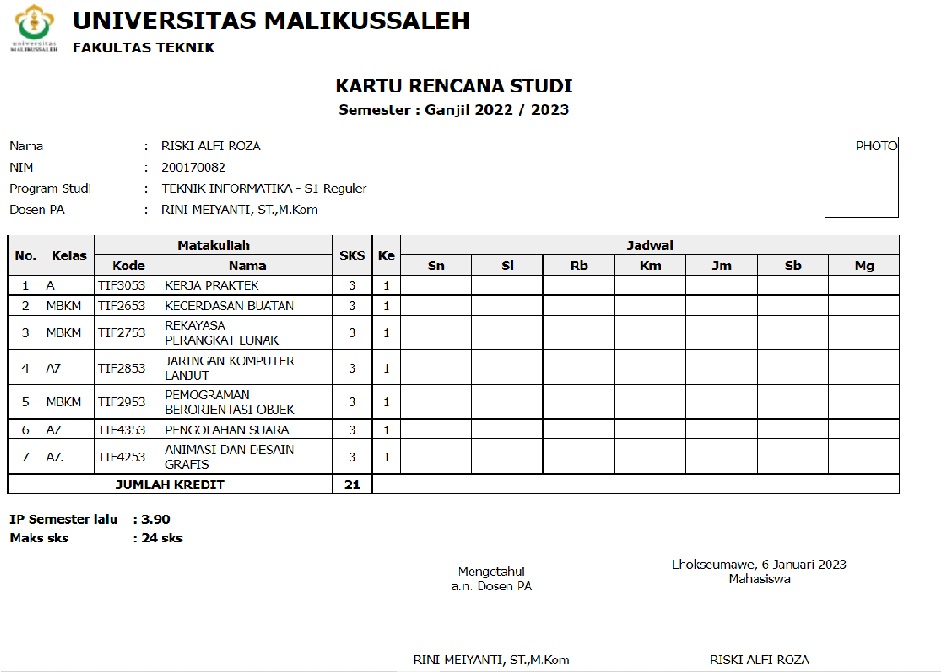 UNIVERSITAS MALIKUSSALEH
universitas
MALIKUSSALEH
FAKULTAS TEKNIK
KARTU RENCANA STUDI
Semester : Ganjil 2022 / 2023
Nama : RISKI ALFI ROZA
PHOTO
NIM : 200170082
Program Studi : TEKNIK INFORMATIKA - S1 Reguler
Dosen PA : RINI MEIYANTI, ST.,M.Kom
No. Kelas Matakuliah SKS Ke Jadwal
Kode Nama Sn Sl Rb Km Jm Sb Mg
1 A TIF3053 KERJA PRAKTEK 3 1
2 MBKM TIF2653 KECERDASAN BUATAN 3 1
3 MBKM TIF2753 REKAYASA PERANGKAT LUNAK 3 1
4 A7 TIF2853 JARINGAN KOMPUTER LANJUT 3 1
5 MBKM TIF2953 PEMOGRAMAN BERORIENTASI OBJEK 3 1
6 A7 TIF4353 PENGOLAHAN SUARA 3 1
7 A7. TIF4253 ANIMASI DAN DESAIN GRAFIS 3 1
JUMLAH KREDIT 21
IP Semester lalu : 3.90
Maks sks : 24 sks
Lhokseumawe, 6 Januari 2023
Mengetahui
Mahasiswa
a.n. Dosen PA
RINI MEIYANTI, ST.,M.Kom
RISKI ALFI ROZA